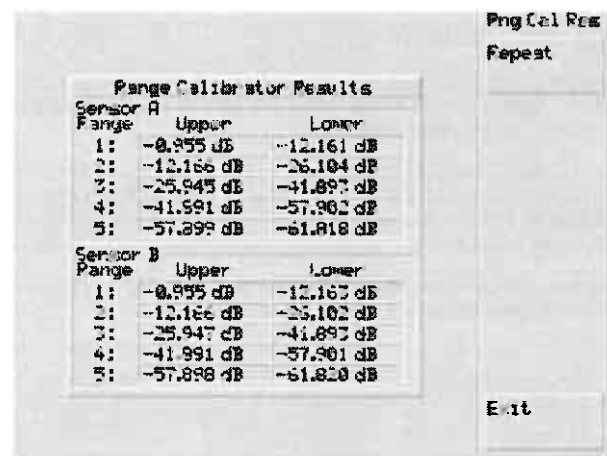 Rng Cal Res
Repeat
Range Calibrator Results
Sensor A
Range Upper Lower
1: -0.955 dB -12.161 dB
2: -12.166 dB -26.104 dB
3: -25.945 dB -41.897 dB
4: -41.991 dB -57.902 dB
5: -57.899 dB -61.818 dB
Sensor B
Range Upper Lower
1: -0.955 dB -12.163 dB
2: -12.166 dB -26.102 dB
3: -25.947 dB -41.897 dB
4: -41.991 dB -57.901 dB
5: -57.898 dB -61.820 dB
Exit